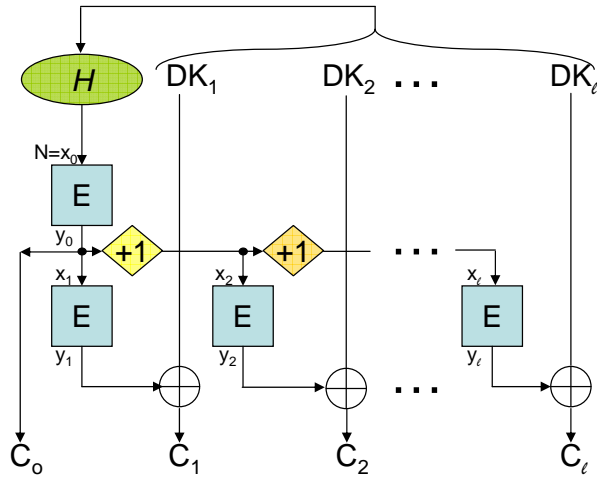 H DK₁ DK₂ ... DKℓ
N=x₀
E
y₀
+1 +1 ...
x₁ x₂ xℓ
E E E
y₁ y₂ yℓ
...
Cₒ C₁ C₂ Cℓ